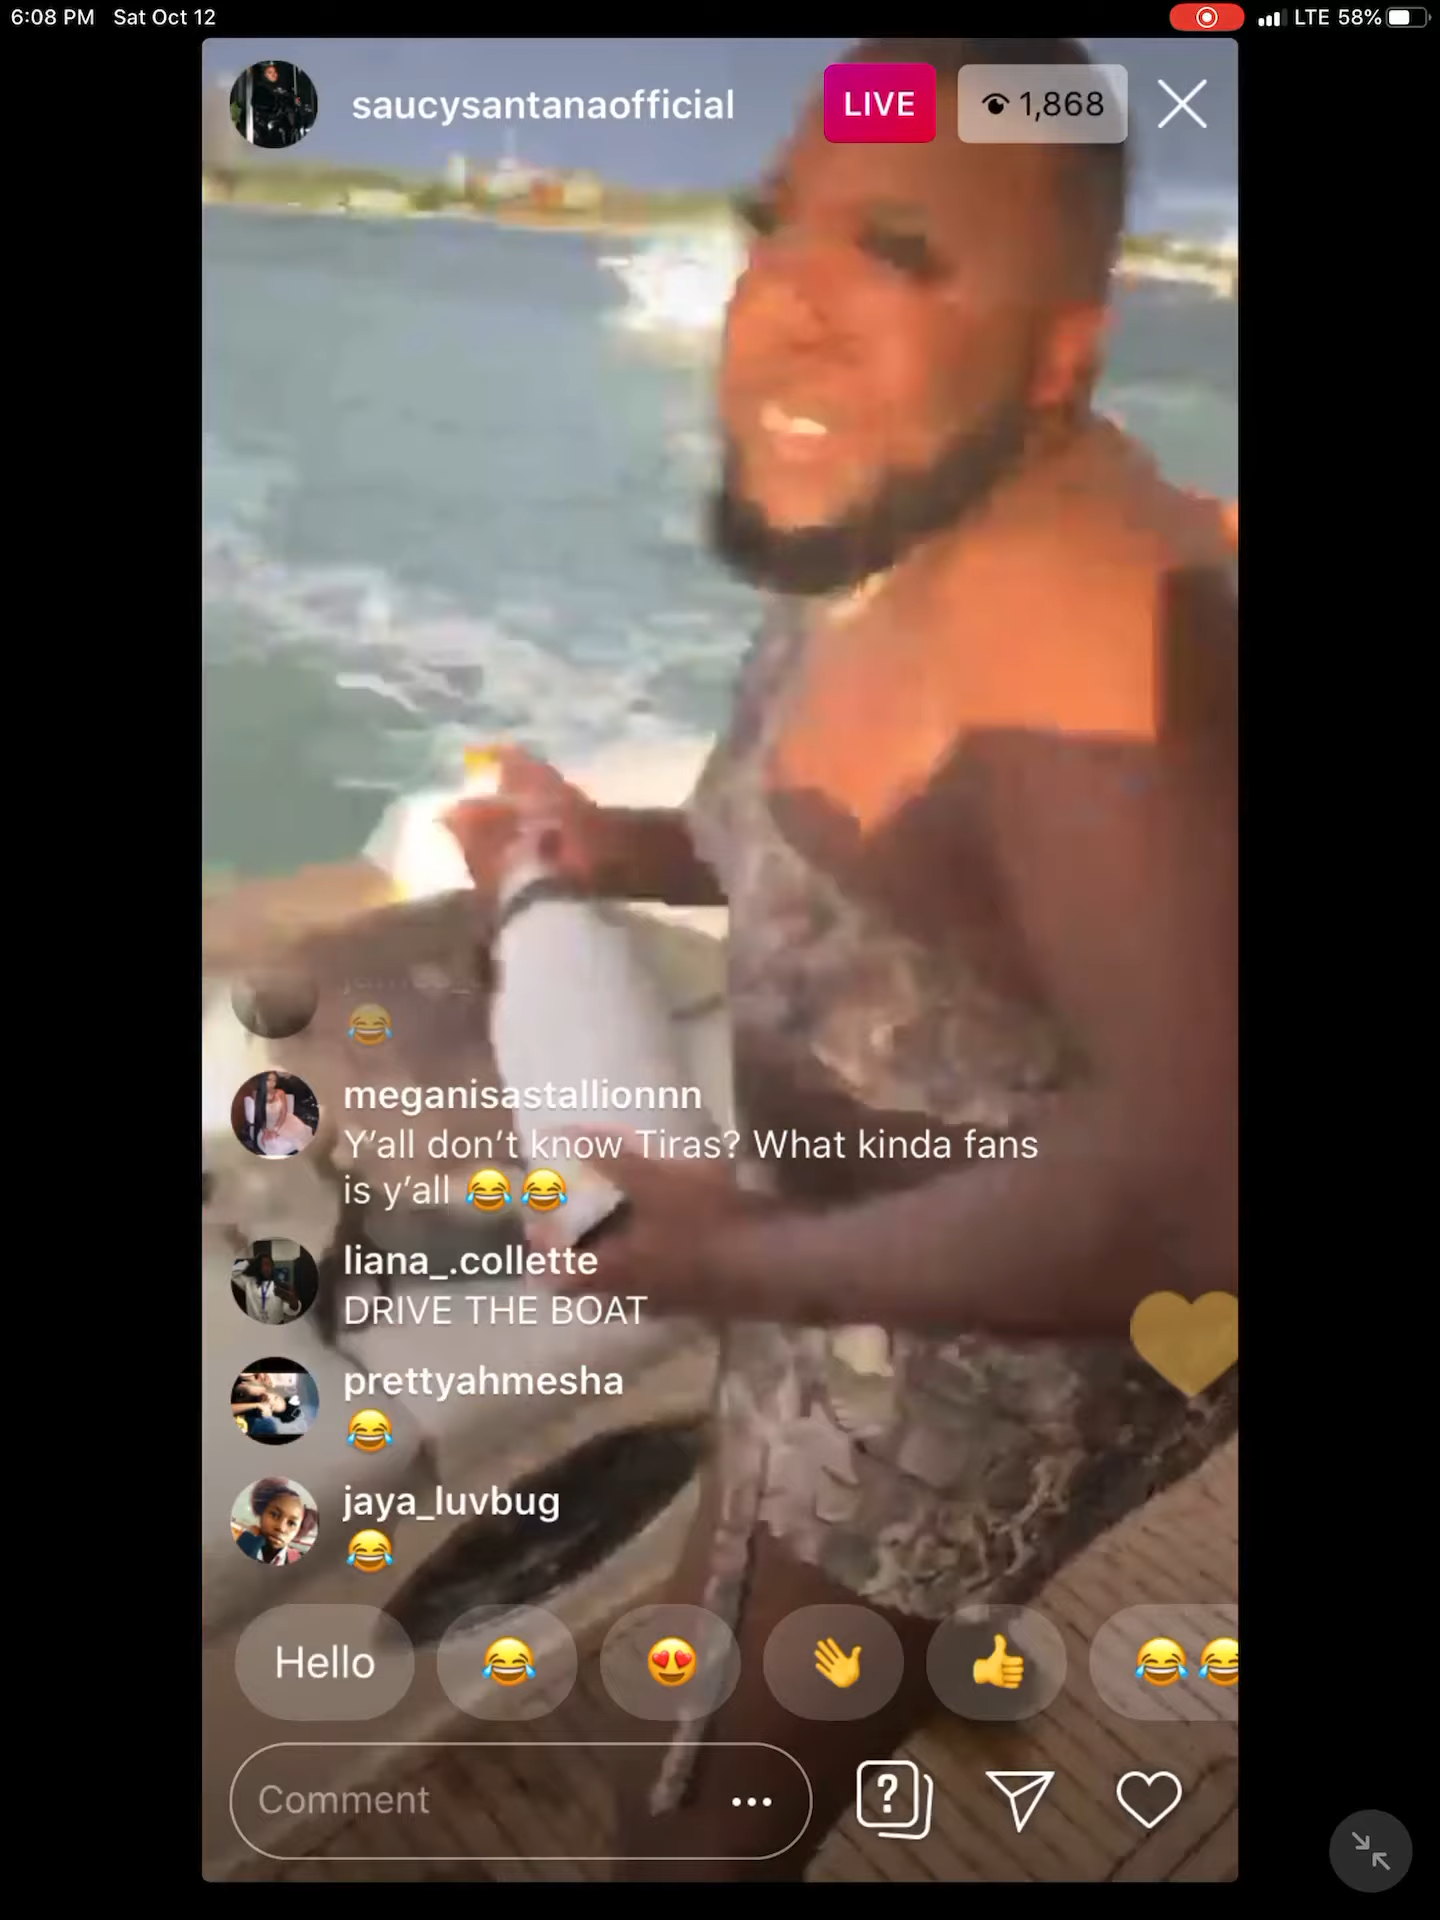 6:08 PM Sat Oct 12
LTE 58%
saucysantanaofficial
LIVE
1,868
😂
meganisastallionnn
Y’all don’t know Tiras? What kinda fans
is y’all 😂😂
liana_.collette
DRIVE THE BOAT
prettyahmesha
😂
jaya_luvbug
😂
Hello 😂 😍 👋 👍 😂😂
Comment
?